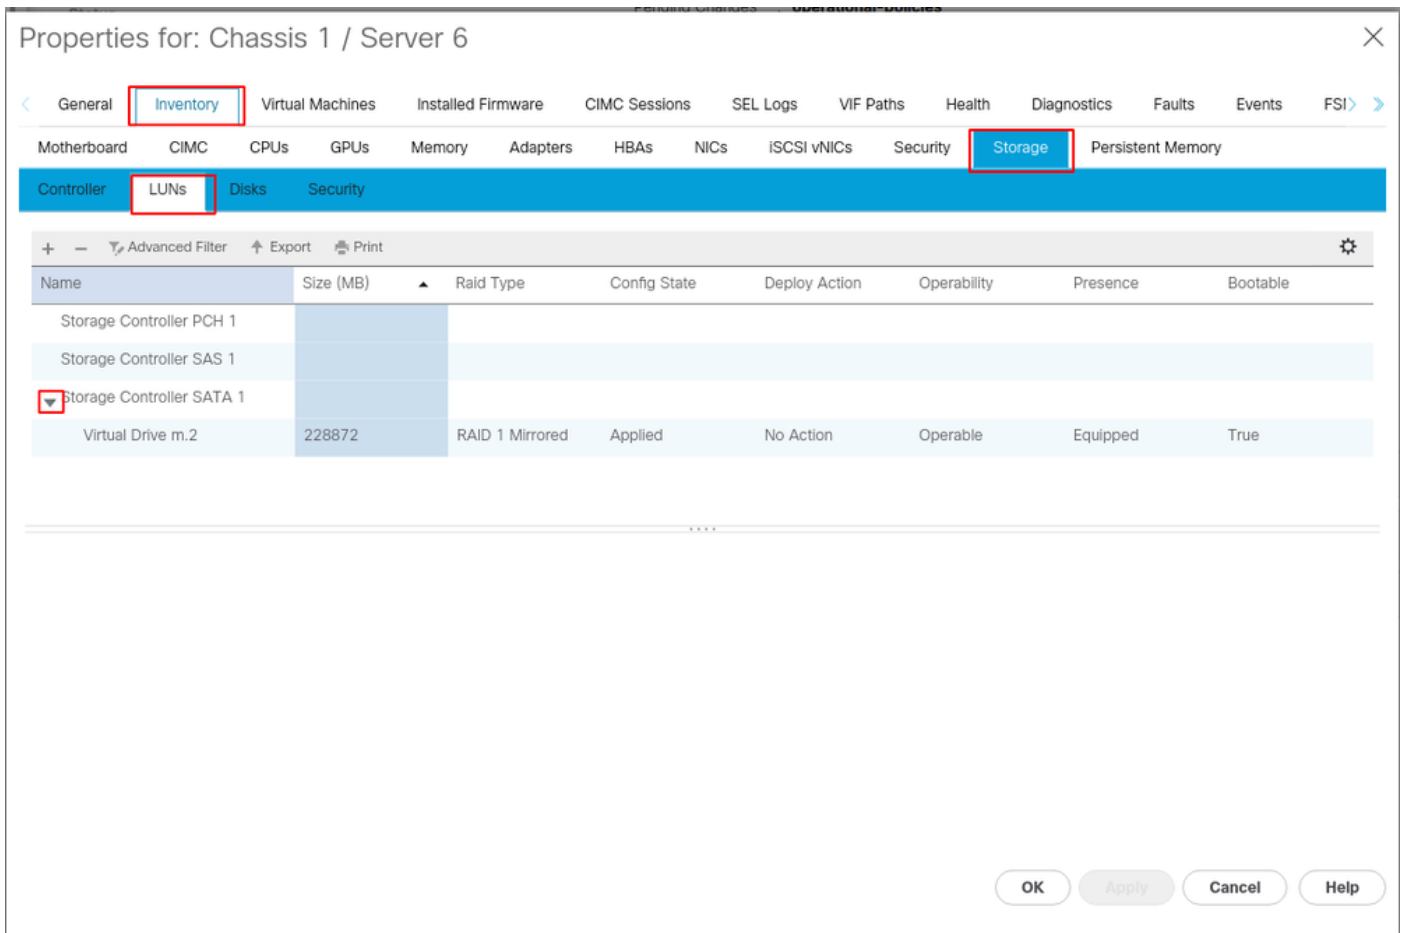 Pending Changes : operational-policies
Properties for: Chassis 1 / Server 6
General Inventory Virtual Machines Installed Firmware CIMC Sessions SEL Logs VIF Paths Health Diagnostics Faults Events FSI
Motherboard CIMC CPUs GPUs Memory Adapters HBAs NICs iSCSI vNICs Security Storage Persistent Memory
Controller LUNs Disks Security
+ − Advanced Filter Export Print
Name Size (MB) Raid Type Config State Deploy Action Operability Presence Bootable
Storage Controller PCH 1
Storage Controller SAS 1
Storage Controller SATA 1
Virtual Drive m.2 228872 RAID 1 Mirrored Applied No Action Operable Equipped True
OK Apply Cancel Help